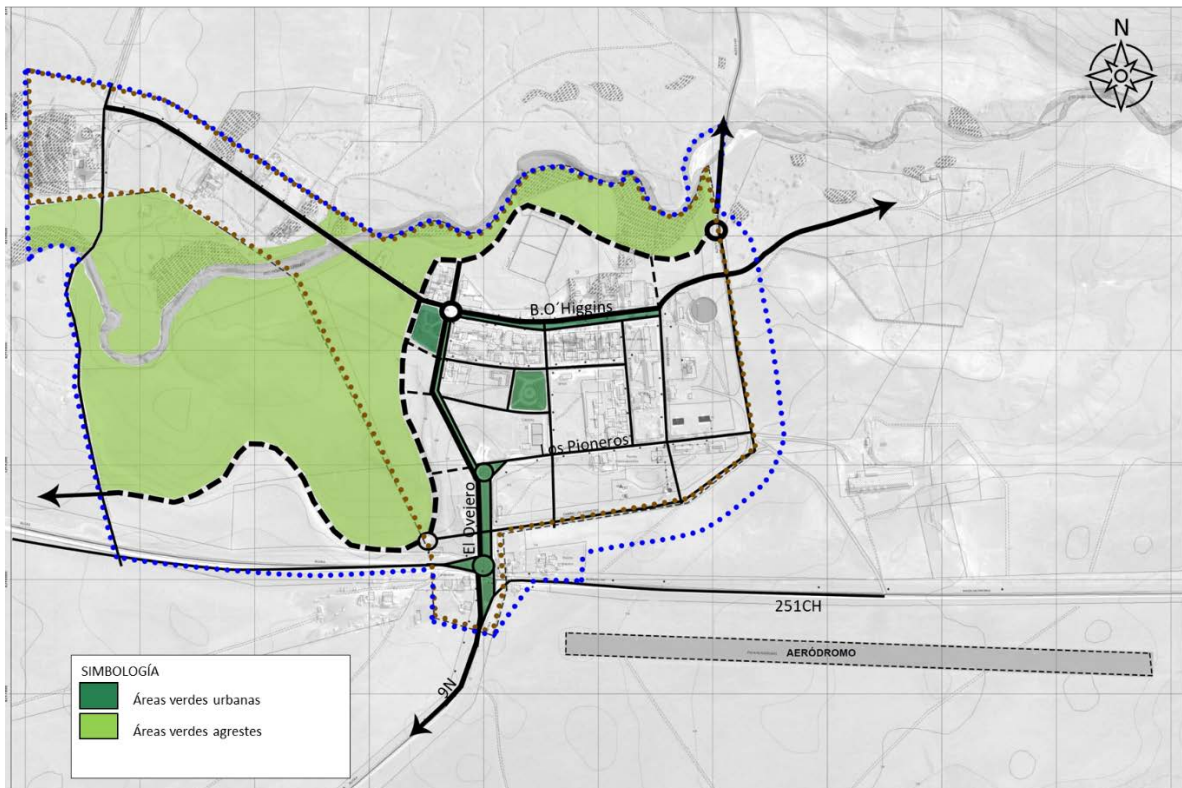 N
B.O´Higgins
Los Pioneros
El Ovejero
251CH
AERÓDROMO
9N
SIMBOLOGÍA
Áreas verdes urbanas
Áreas verdes agrestes